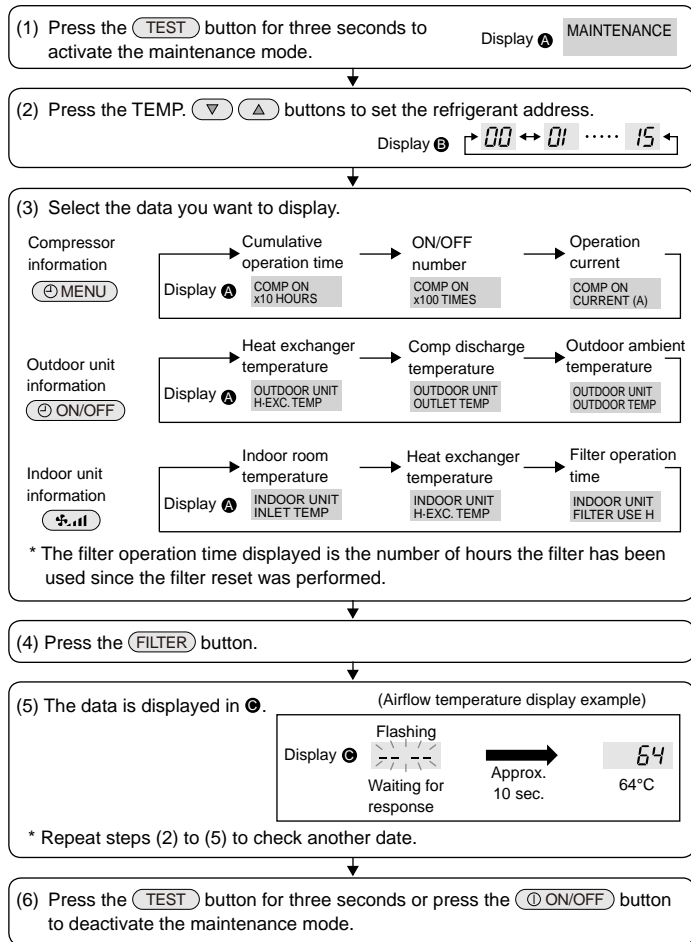 (1) Press the TEST button for three seconds to
activate the maintenance mode.
Display A MAINTENANCE
(2) Press the TEMP. ▽ △ buttons to set the refrigerant address.
Display B 00 ↔ 01 ····· 15
(3) Select the data you want to display.
Compressor
information
MENU
Display A
Cumulative
operation time
COMP ON
x10 HOURS
ON/OFF
number
COMP ON
x100 TIMES
Operation
current
COMP ON
CURRENT (A)
Outdoor unit
information
ON/OFF
Display A
Heat exchanger
temperature
OUTDOOR UNIT
H·EXC. TEMP
Comp discharge
temperature
OUTDOOR UNIT
OUTLET TEMP
Outdoor ambient
temperature
OUTDOOR UNIT
OUTDOOR TEMP
Indoor unit
information
Display A
Indoor room
temperature
INDOOR UNIT
INLET TEMP
Heat exchanger
temperature
INDOOR UNIT
H·EXC. TEMP
Filter operation
time
INDOOR UNIT
FILTER USE H
* The filter operation time displayed is the number of hours the filter has been
used since the filter reset was performed.
(4) Press the FILTER button.
(5) The data is displayed in C.
(Airflow temperature display example)
Display C
Flashing
-- --
Waiting for
response
Approx.
10 sec.
64
64°C
* Repeat steps (2) to (5) to check another date.
(6) Press the TEST button for three seconds or press the ON/OFF button
to deactivate the maintenance mode.